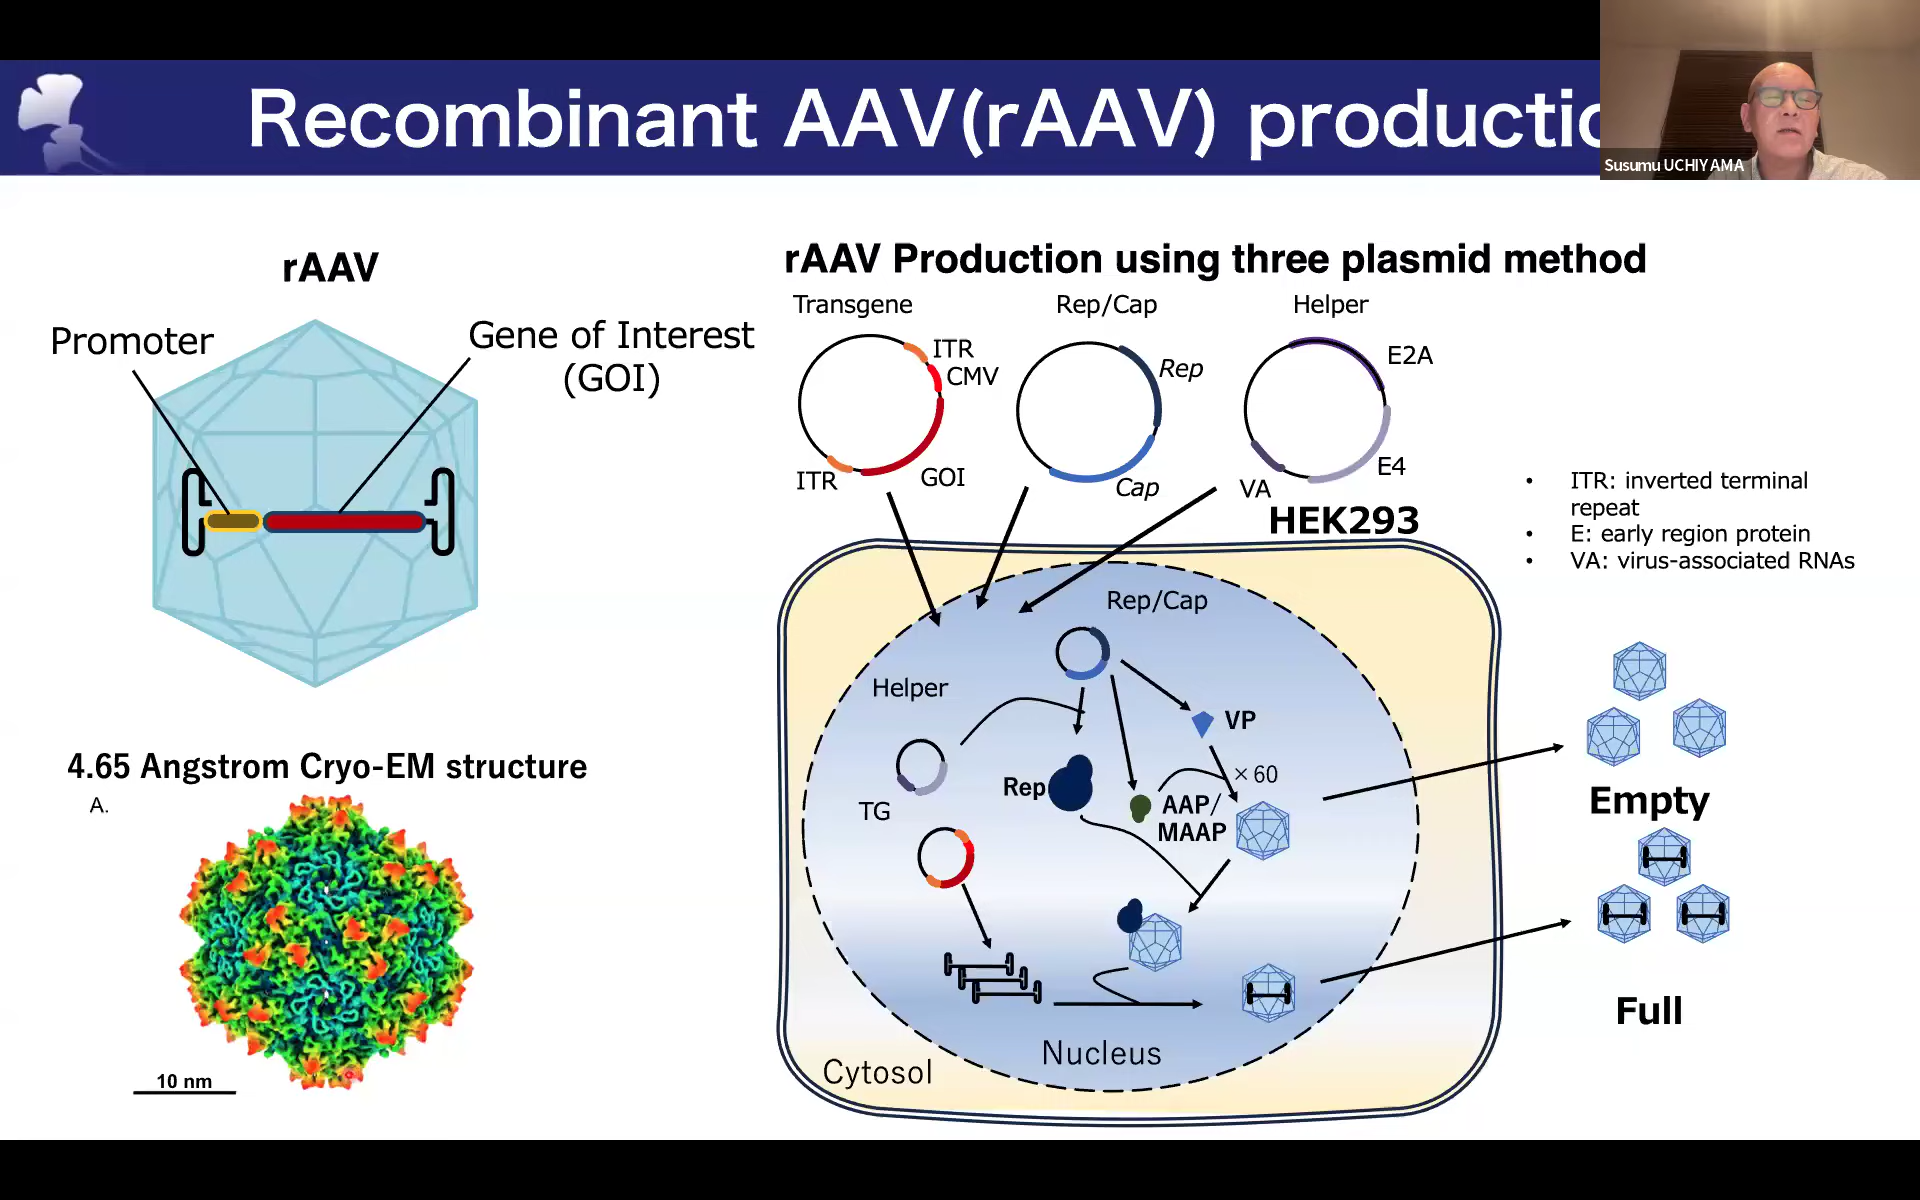 Recombinant AAV(rAAV) productio
Susumu UCHIYAMA
rAAV
Promoter
Gene of Interest
(GOI)
4.65 Angstrom Cryo-EM structure
A.
10 nm
rAAV Production using three plasmid method
Transgene
Rep/Cap
Helper
ITR
CMV
GOI
ITR
Rep
Cap
E2A
E4
VA
HEK293
• ITR: inverted terminal
repeat
• E: early region protein
• VA: virus-associated RNAs
Rep/Cap
Helper
VP
× 60
Rep
AAP/
MAAP
TG
Nucleus
Cytosol
Empty
Full